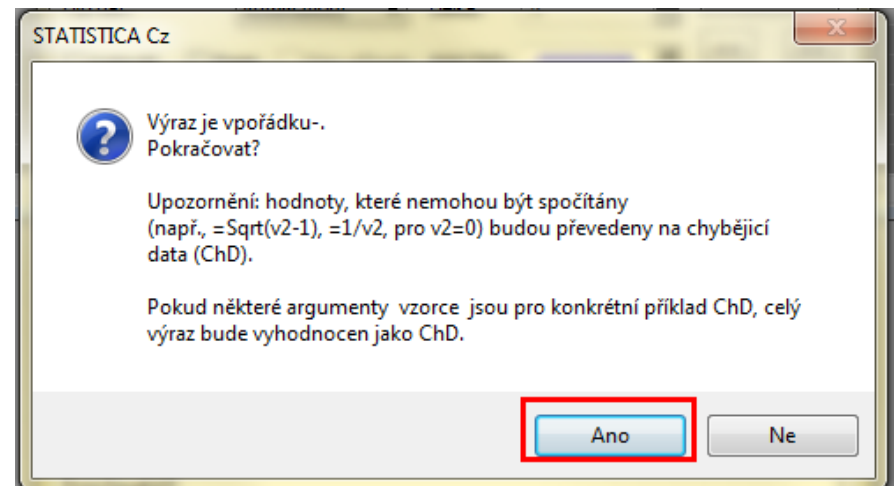 STATISTICA Cz
Výraz je vpořádku-.
Pokračovat?
Upozornění: hodnoty, které nemohou být spočítány
(např., =Sqrt(v2-1), =1/v2, pro v2=0) budou převedeny na chybějicí
data (ChD).
Pokud některé argumenty  vzorce  jsou pro konkrétní příklad ChD, celý
výraz bude vyhodnocen jako ChD.
Ano
Ne